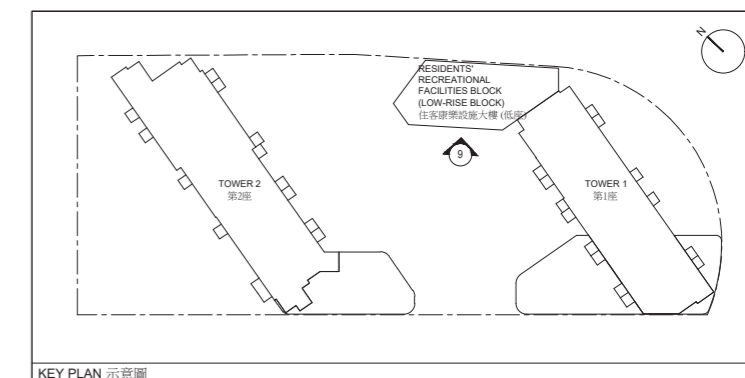 N
RESIDENTS'
RECREATIONAL
FACILITIES BLOCK
(LOW-RISE BLOCK)
住客康樂設施大樓 (低座)
9
TOWER 2
第2座
TOWER 1
第1座
KEY PLAN 示意圖